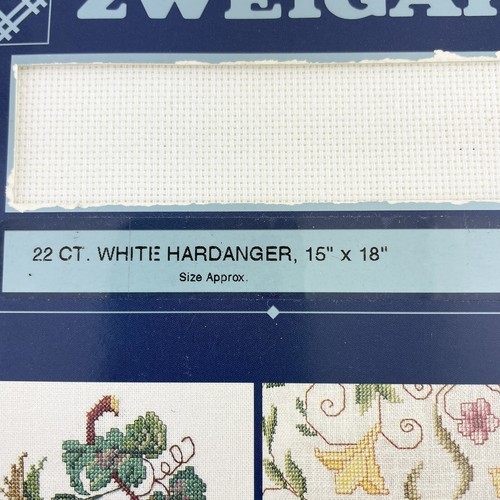 ZWEIGAR
22 CT. WHITE HARDANGER, 15" x 18"
Size Approx.